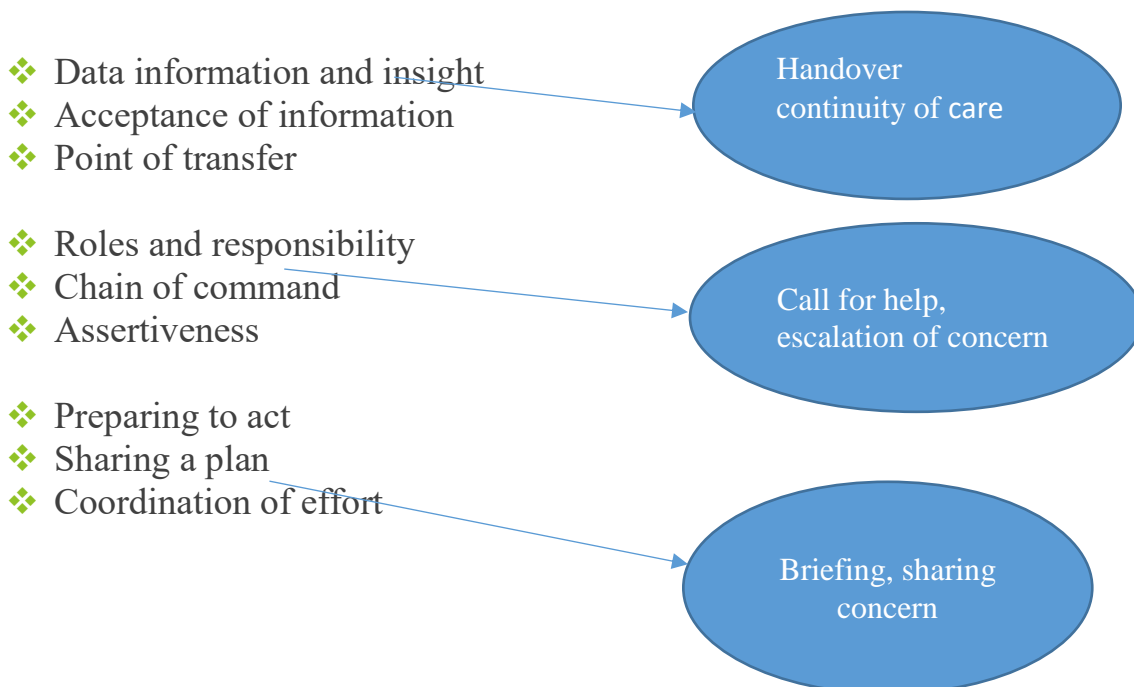 Data information and insight
Acceptance of information
Point of transfer
Handover
continuity of care
Roles and responsibility
Chain of command
Assertiveness
Call for help,
escalation of concern
Preparing to act
Sharing a plan
Coordination of effort
Briefing, sharing
concern